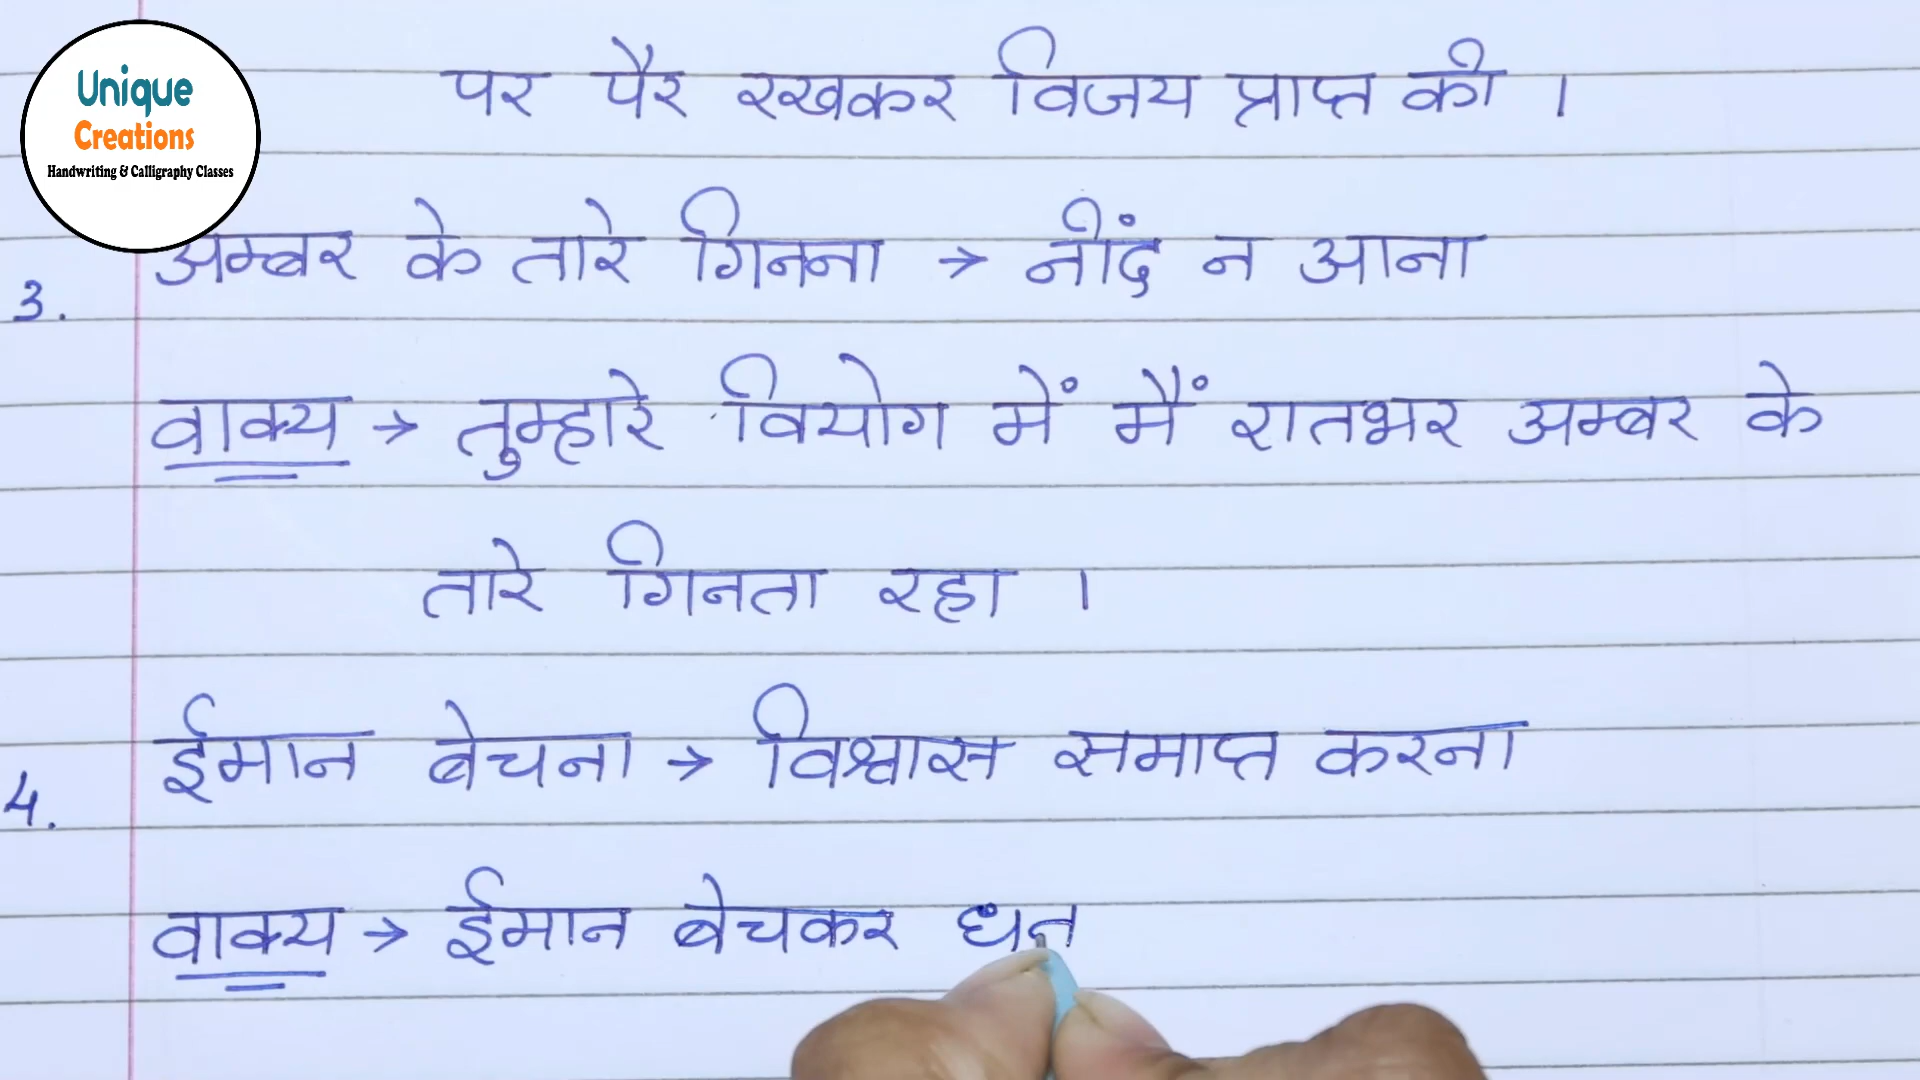 Unique
Creations
Handwriting & Calligraphy Classes
पर पैर रखकर विजय प्राप्त की ।
3. अम्बर के तारे गिनना → नींद न आना
वाक्य → तुम्हारे वियोग में मैं रातभर अम्बर के
तारे गिनता रहा ।
4. ईमान बेचना → विश्वास समाप्त करना
वाक्य → ईमान बेचकर धन